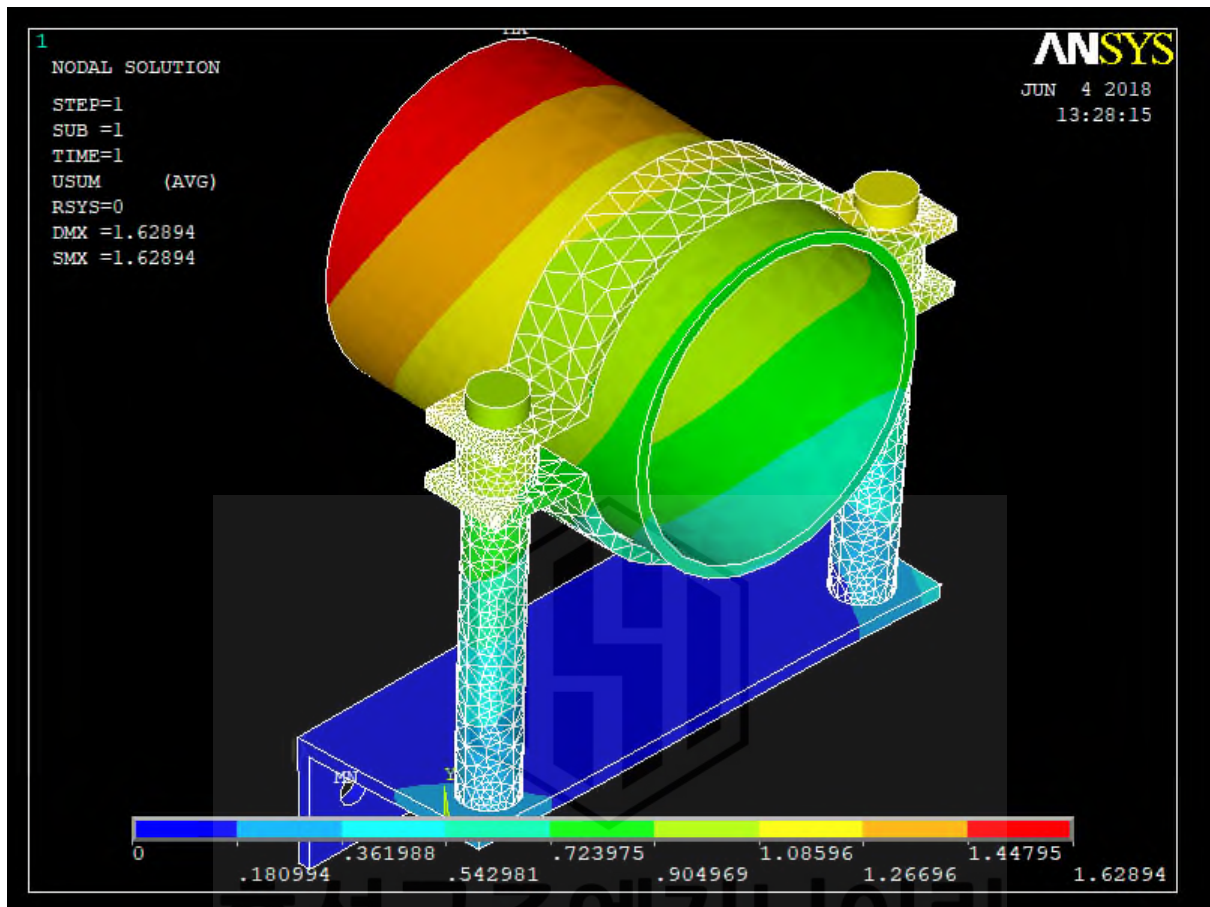 1
NODAL SOLUTION
STEP=1
SUB =1
TIME=1
USUM (AVG)
RSYS=0
DMX =1.62894
SMX =1.62894
ANSYS
JUN 4 2018
13:28:15
MX
MN
Y
0 .361988 .723975 1.08596 1.44795
.180994 .542981 .904969 1.26696 1.62894